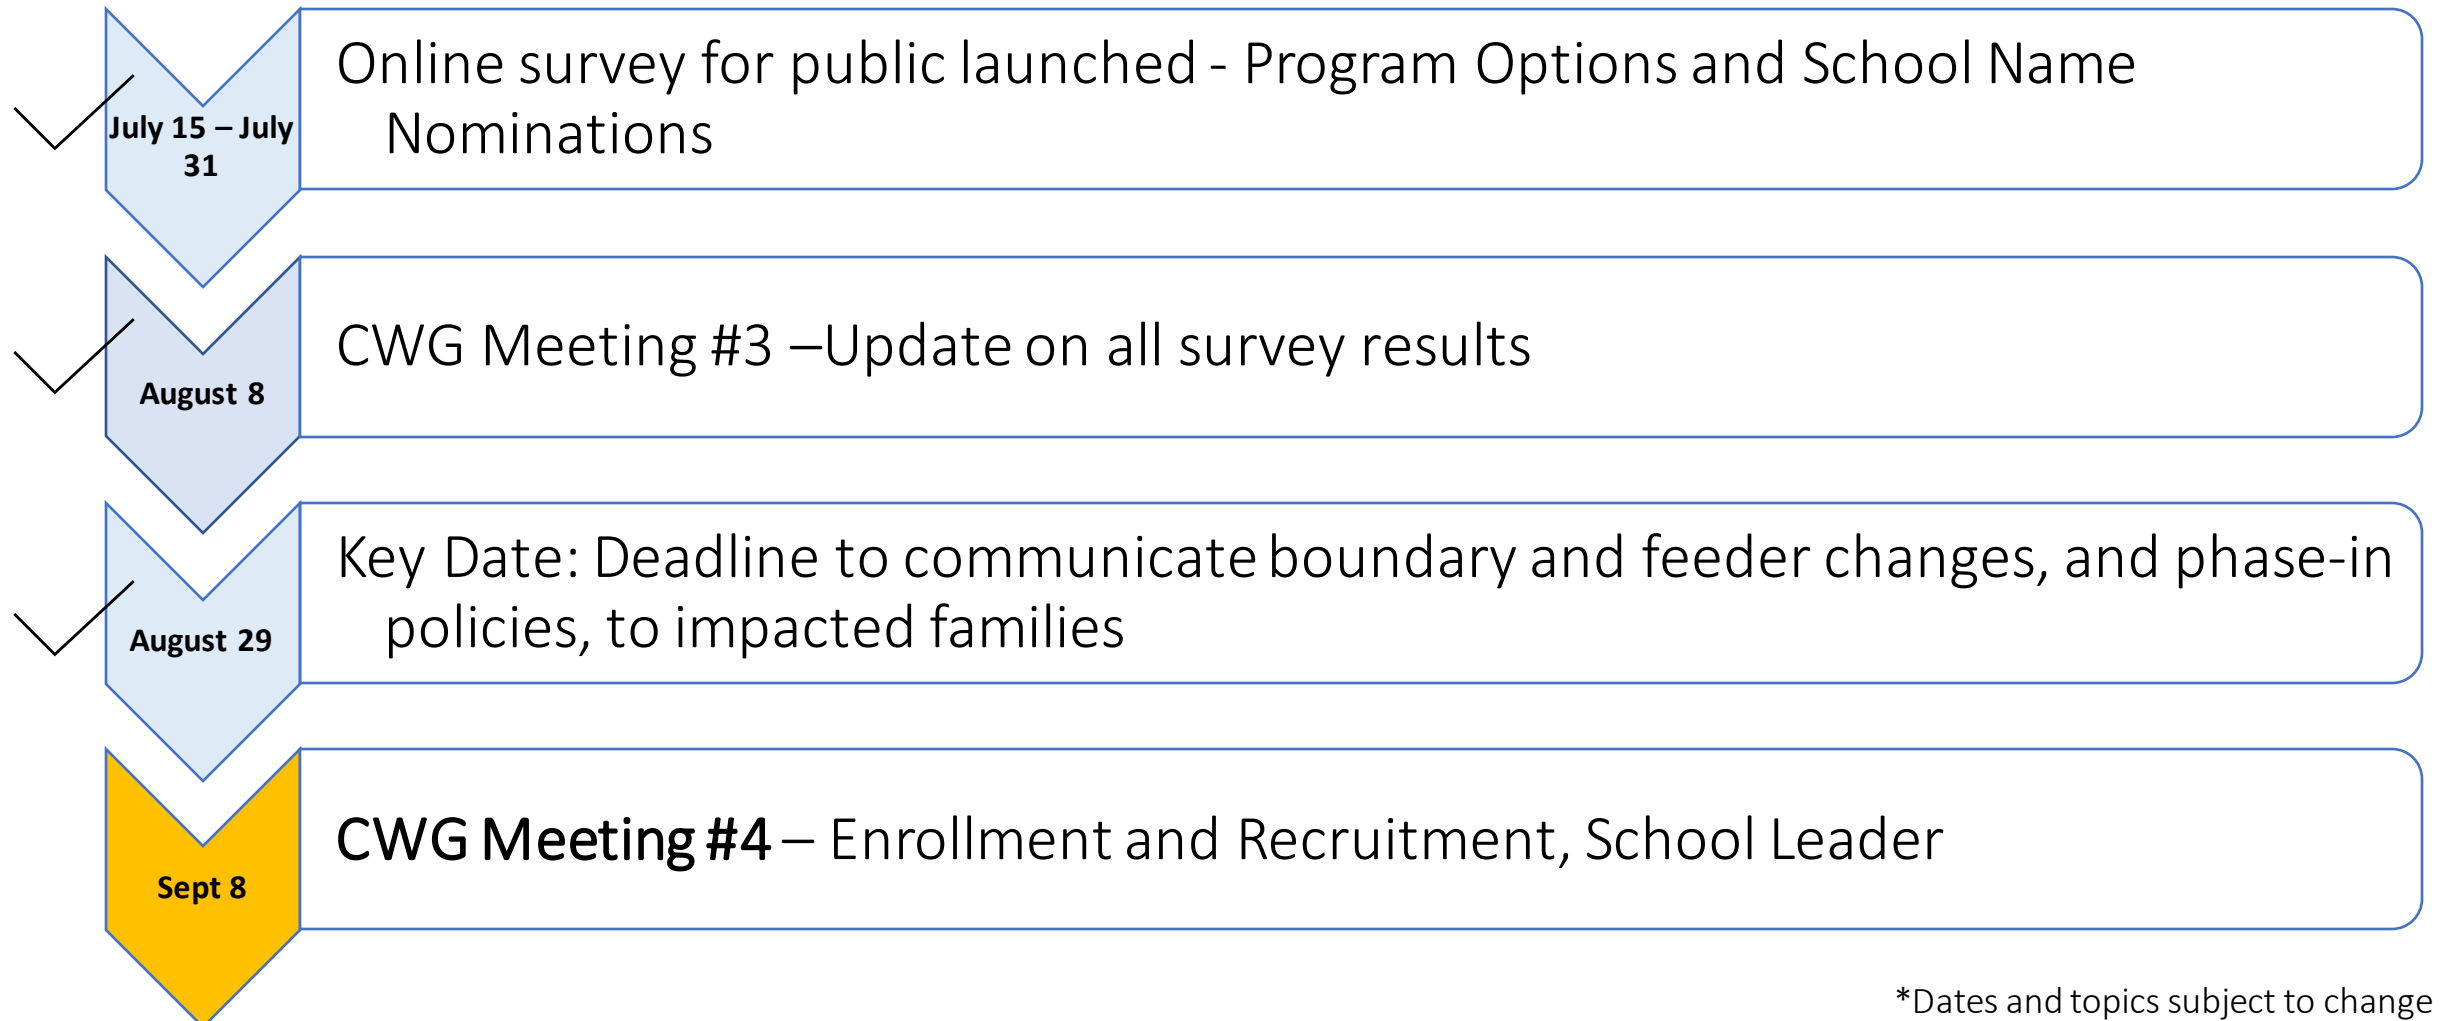 July 15 – July
31
Online survey for public launched - Program Options and School Name
Nominations
August 8
CWG Meeting #3 –Update on all survey results
August 29
Key Date: Deadline to communicate boundary and feeder changes, and phase-in
policies, to impacted families
Sept 8
CWG Meeting #4 – Enrollment and Recruitment, School Leader
*Dates and topics subject to change